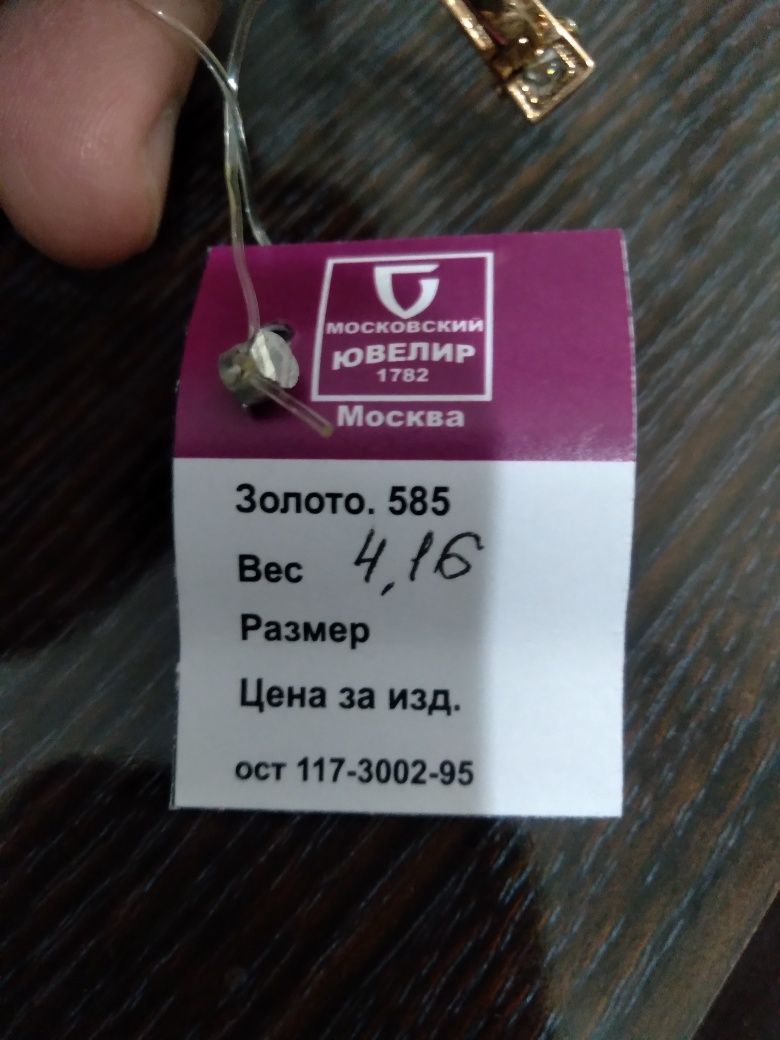 МОСКОВСКИЙ
ЮВЕЛИР
1782
Москва
Золото. 585
Вес 4,16
Размер
Цена за изд.
ост 117-3002-95